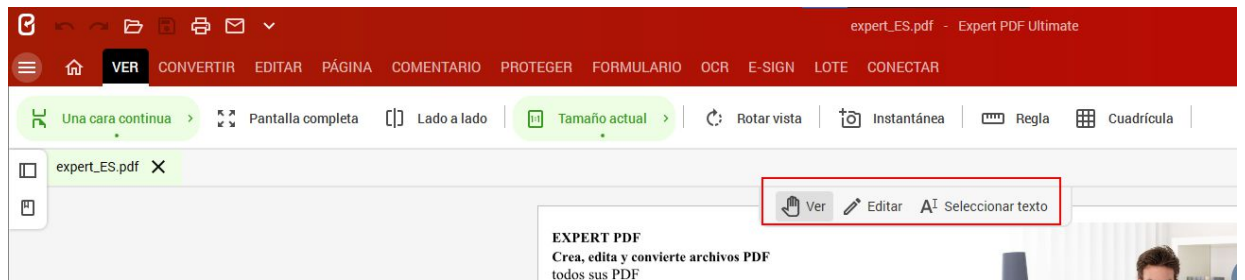 expert_ES.pdf - Expert PDF Ultimate
VER CONVERTIR EDITAR PÁGINA COMENTARIO PROTEGER FORMULARIO OCR E-SIGN LOTE CONECTAR
Una cara continua Pantalla completa Lado a lado 1:1 Tamaño actual Rotar vista Instantánea Regla Cuadrícula
expert_ES.pdf
Ver Editar Seleccionar texto
EXPERT PDF
Crea, edita y convierte archivos PDF
todos sus PDF